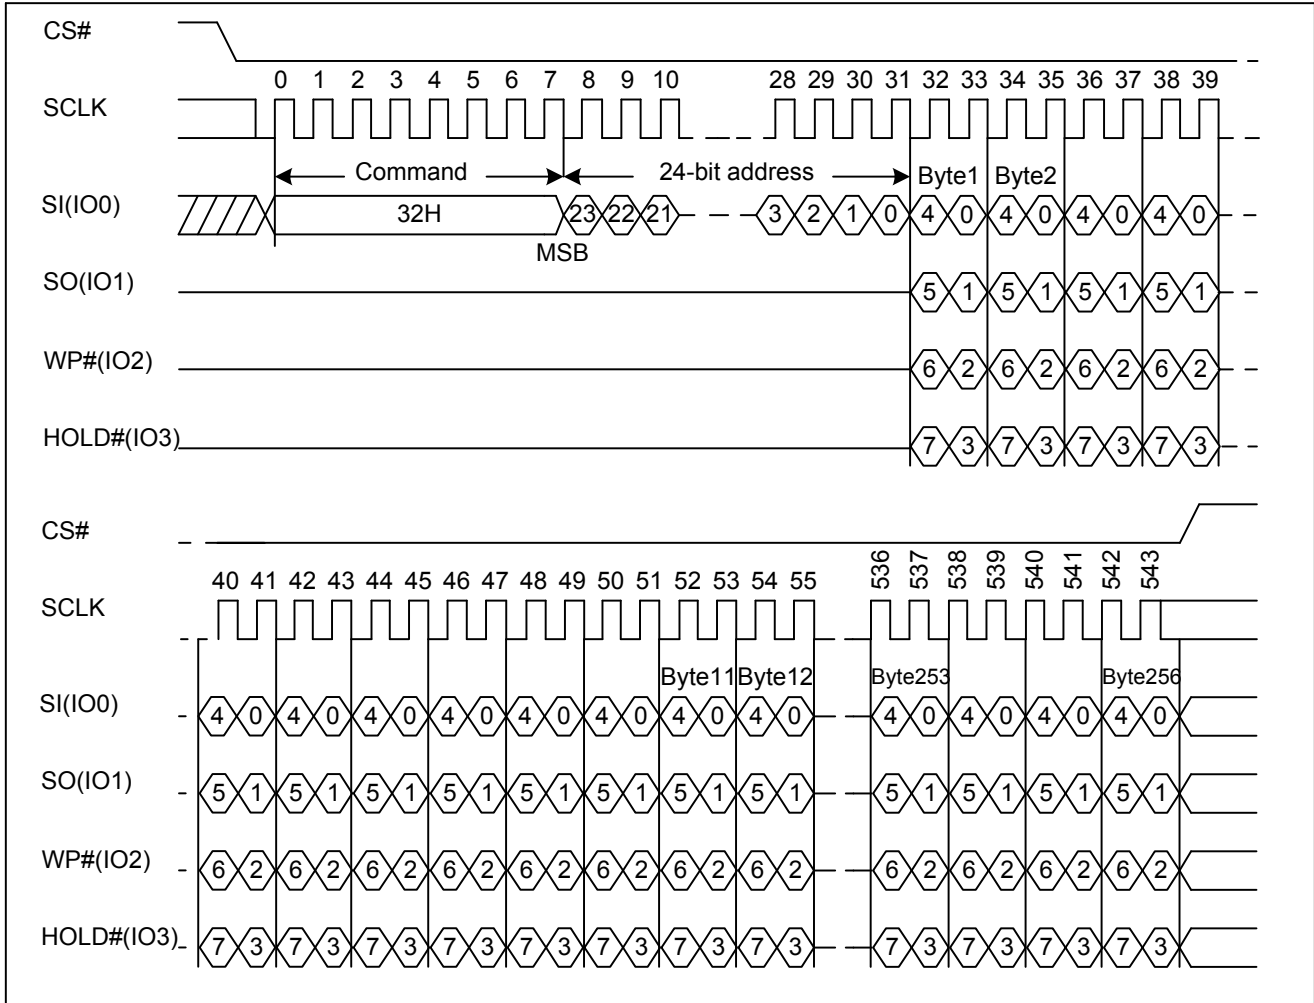 CS#
0 1 2 3 4 5 6 7 8 9 10 28 29 30 31 32 33 34 35 36 37 38 39
SCLK
Command 24-bit address Byte1 Byte2
SI(IO0) 32H 23 22 21 3 2 1 0 4 0 4 0 4 0 4 0
MSB
SO(IO1) 5 1 5 1 5 1 5 1
WP#(IO2) 6 2 6 2 6 2 6 2
HOLD#(IO3) 7 3 7 3 7 3 7 3
CS#
40 41 42 43 44 45 46 47 48 49 50 51 52 53 54 55 536 537 538 539 540 541 542 543
SCLK
Byte11 Byte12 Byte253 Byte256
SI(IO0) 4 0 4 0 4 0 4 0 4 0 4 0 4 0 4 0 4 0 4 0 4 0 4 0
SO(IO1) 5 1 5 1 5 1 5 1 5 1 5 1 5 1 5 1 5 1 5 1 5 1 5 1
WP#(IO2) 6 2 6 2 6 2 6 2 6 2 6 2 6 2 6 2 6 2 6 2 6 2 6 2
HOLD#(IO3) 7 3 7 3 7 3 7 3 7 3 7 3 7 3 7 3 7 3 7 3 7 3 7 3